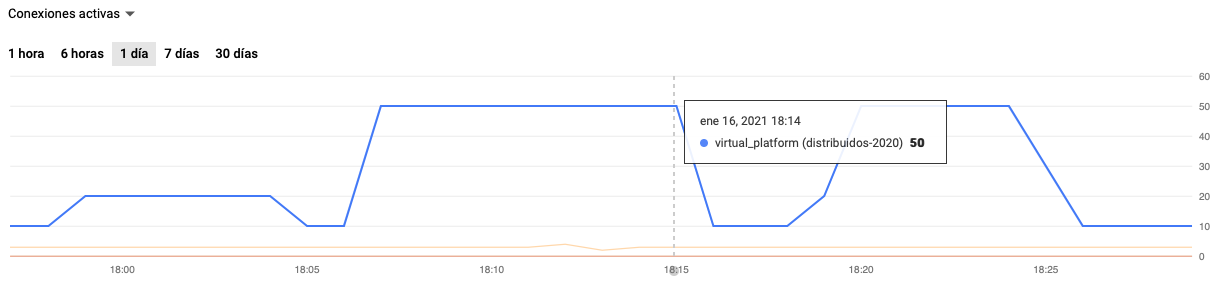 Conexiones activas
1 hora 6 horas 1 día 7 días 30 días
60
50
40
30
20
10
0
ene 16, 2021 18:14
virtual_platform (distribuidos-2020) 50
18:00 18:05 18:10 18:15 18:20 18:25